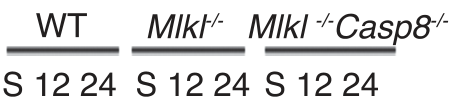 WT Mlkl-/- Mlkl -/-Casp8-/-
S 12 24 S 12 24 S 12 24